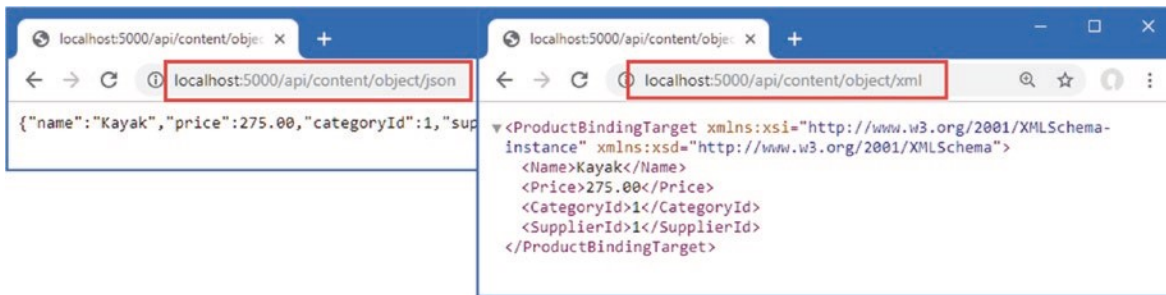 localhost:5000/api/content/objec
localhost:5000/api/content/object/json
{"name":"Kayak","price":275.00,"categoryId":1,"sup
localhost:5000/api/content/objec
localhost:5000/api/content/object/xml
<ProductBindingTarget xmlns:xsi="http://www.w3.org/2001/XMLSchema-
instance" xmlns:xsd="http://www.w3.org/2001/XMLSchema">
<Name>Kayak</Name>
<Price>275.00</Price>
<CategoryId>1</CategoryId>
<SupplierId>1</SupplierId>
</ProductBindingTarget>